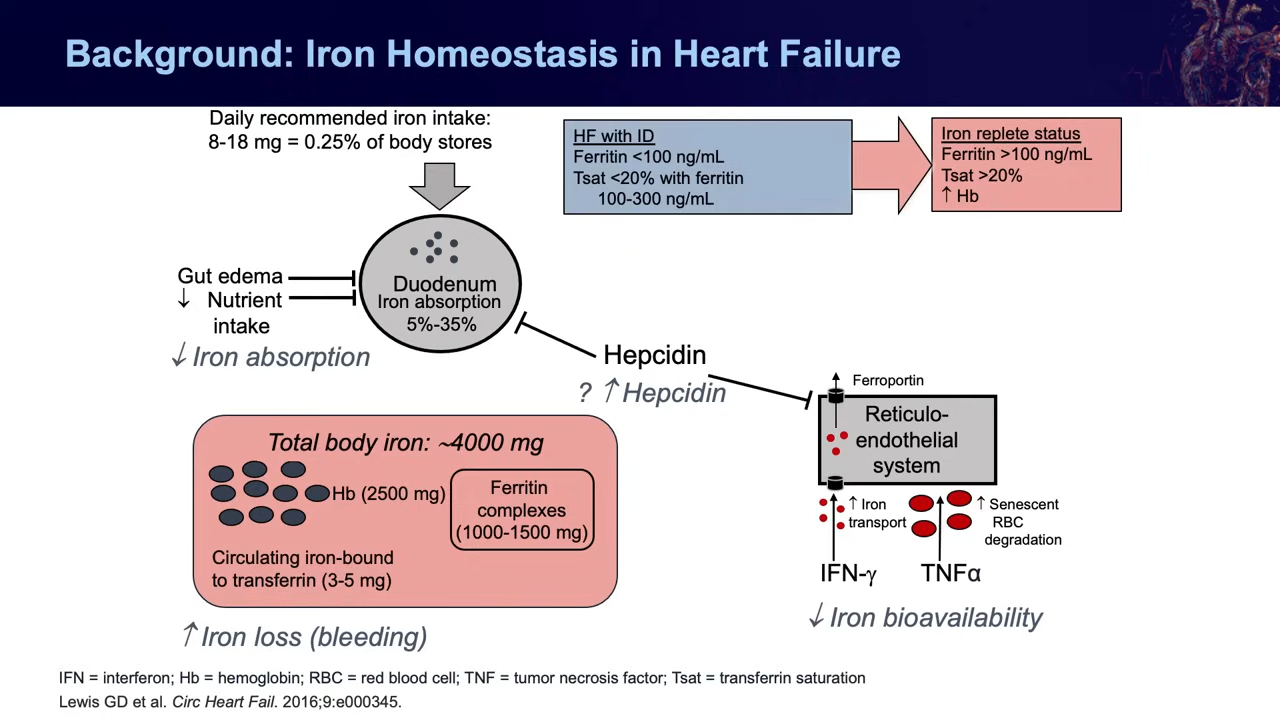 Background: Iron Homeostasis in Heart Failure
Daily recommended iron intake:
8-18 mg = 0.25% of body stores
HF with ID
Ferritin <100 ng/mL
Tsat <20% with ferritin
100-300 ng/mL
Iron replete status
Ferritin >100 ng/mL
Tsat >20%
↑ Hb
Gut edema
↓ Nutrient
intake
↓ Iron absorption
Duodenum
Iron absorption
5%-35%
Hepcidin
? ↑ Hepcidin
Ferroportin
Reticulo-
endothelial
system
↑ Iron
transport
↑ Senescent
RBC
degradation
IFN-γ
TNFα
↓ Iron bioavailability
Total body iron: ~4000 mg
Hb (2500 mg)
Ferritin
complexes
(1000-1500 mg)
Circulating iron-bound
to transferrin (3-5 mg)
↑ Iron loss (bleeding)
IFN = interferon; Hb = hemoglobin; RBC = red blood cell; TNF = tumor necrosis factor; Tsat = transferrin saturation
Lewis GD et al. Circ Heart Fail. 2016;9:e000345.